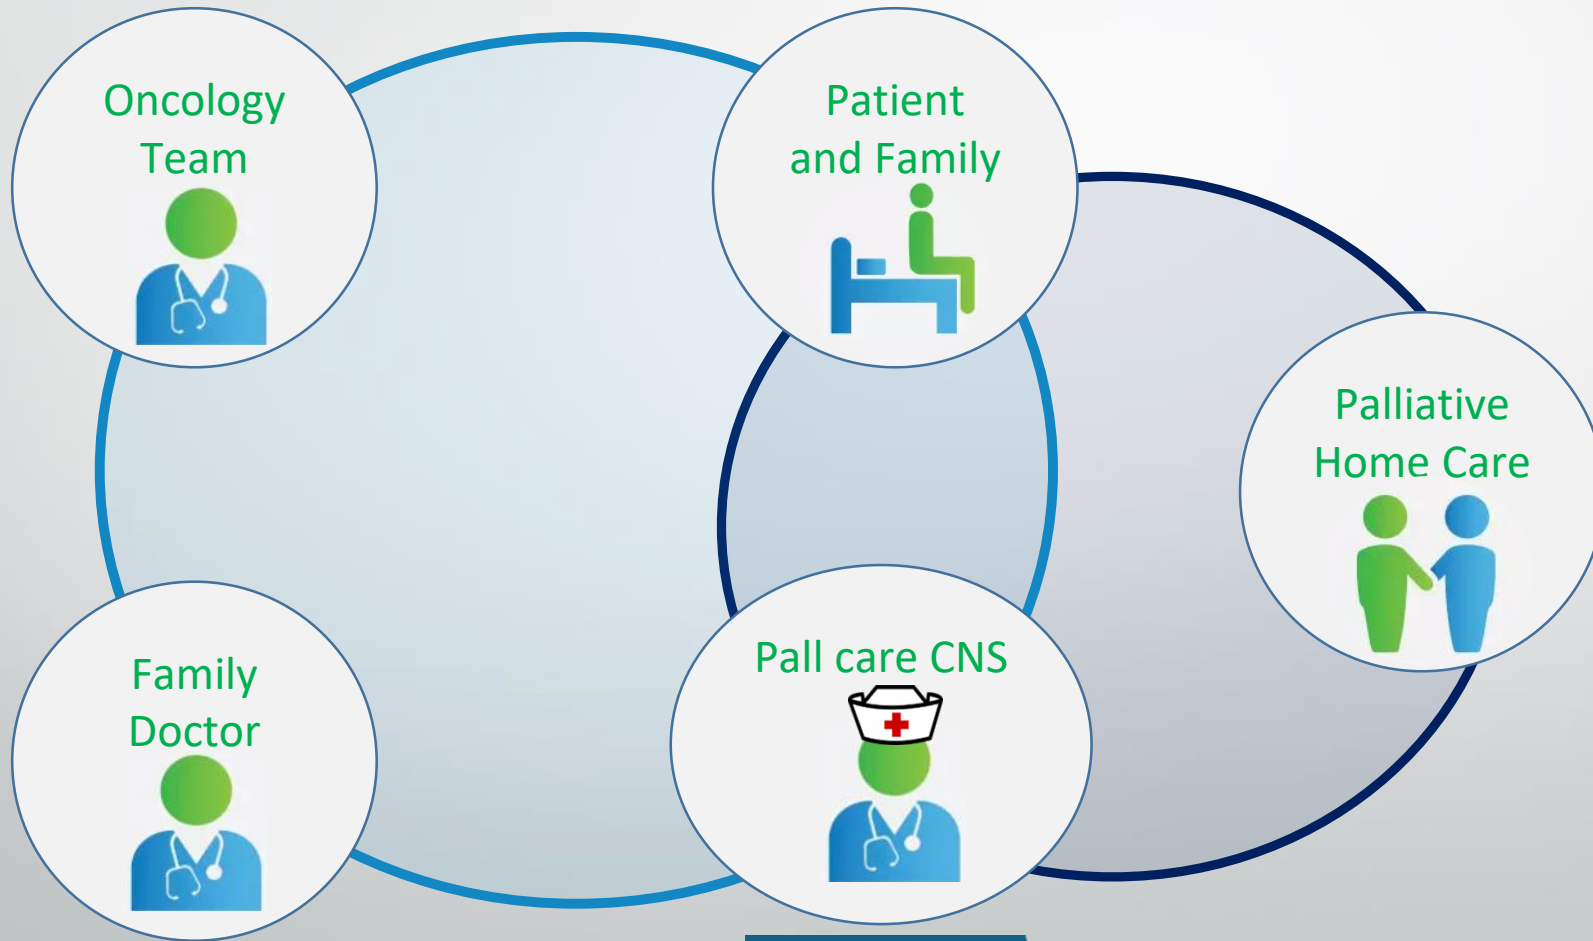 Oncology
Team
Patient
and Family
Palliative
Home Care
Family
Doctor
Pall care CNS